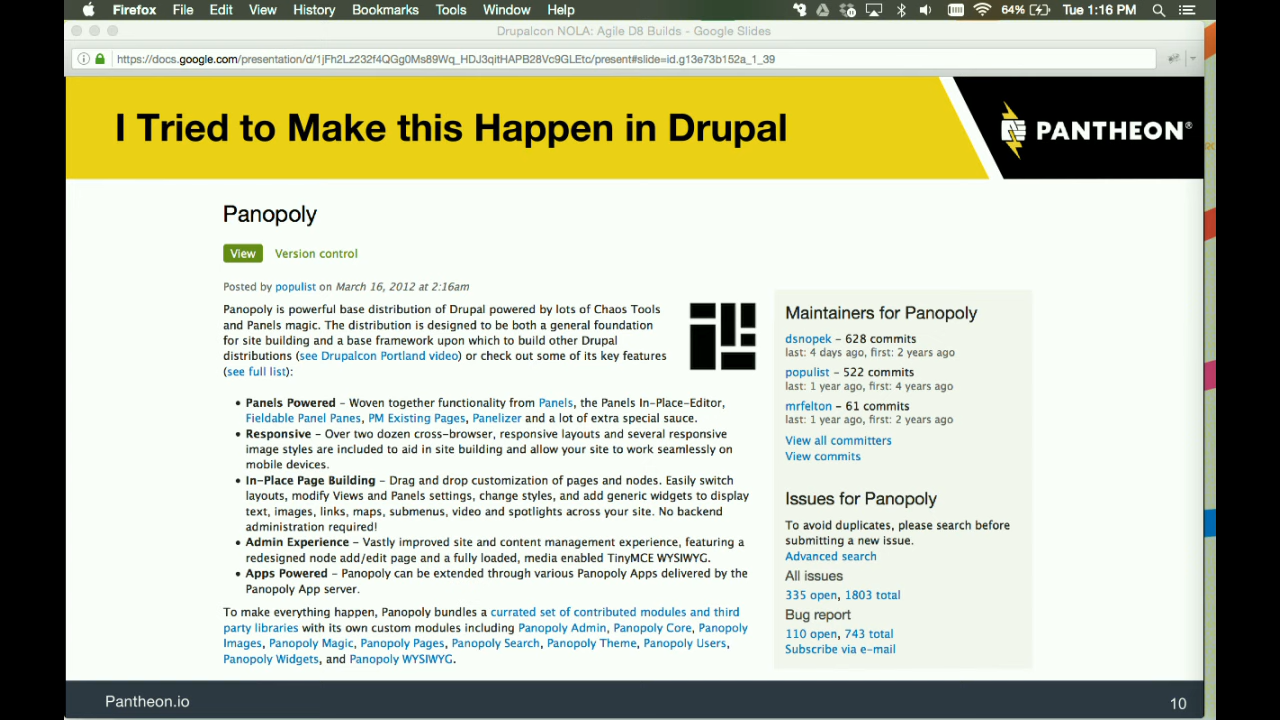 Firefox File Edit View History Bookmarks Tools Window Help 64% Tue 1:16 PM
Drupalcon NOLA: Agile D8 Builds - Google Slides
https://docs.google.com/presentation/d/1jFh2Lz232f4QGg0Ms89Wq_HDJ3qitHAPB28Vc9GLEtc/present#slide=id.g13e73b152a_1_39
I Tried to Make this Happen in Drupal
PANTHEON®
Panopoly
View Version control
Posted by populist on March 16, 2012 at 2:16am
Panopoly is powerful base distribution of Drupal powered by lots of Chaos Tools
and Panels magic. The distribution is designed to be both a general foundation
for site building and a base framework upon which to build other Drupal
distributions (see Drupalcon Portland video) or check out some of its key features
(see full list):
• Panels Powered - Woven together functionality from Panels, the Panels In-Place-Editor,
Fieldable Panel Panes, PM Existing Pages, Panelizer and a lot of extra special sauce.
• Responsive - Over two dozen cross-browser, responsive layouts and several responsive
image styles are included to aid in site building and allow your site to work seamlessly on
mobile devices.
• In-Place Page Building - Drag and drop customization of pages and nodes. Easily switch
layouts, modify Views and Panels settings, change styles, and add generic widgets to display
text, images, links, maps, submenus, video and spotlights across your site. No backend
administration required!
• Admin Experience - Vastly improved site and content management experience, featuring a
redesigned node add/edit page and a fully loaded, media enabled TinyMCE WYSIWYG.
• Apps Powered - Panopoly can be extended through various Panopoly Apps delivered by the
Panopoly App server.
To make everything happen, Panopoly bundles a currated set of contributed modules and third
party libraries with its own custom modules including Panopoly Admin, Panopoly Core, Panopoly
Images, Panopoly Magic, Panopoly Pages, Panopoly Search, Panopoly Theme, Panopoly Users,
Panopoly Widgets, and Panopoly WYSIWYG.
Maintainers for Panopoly
dsnopek - 628 commits
last: 4 days ago, first: 2 years ago
populist - 522 commits
last: 1 year ago, first: 4 years ago
mrfelton - 61 commits
last: 1 year ago, first: 2 years ago
View all committers
View commits
Issues for Panopoly
To avoid duplicates, please search before
submitting a new issue.
Advanced search
All issues
335 open, 1803 total
Bug report
110 open, 743 total
Subscribe via e-mail
Pantheon.io
10